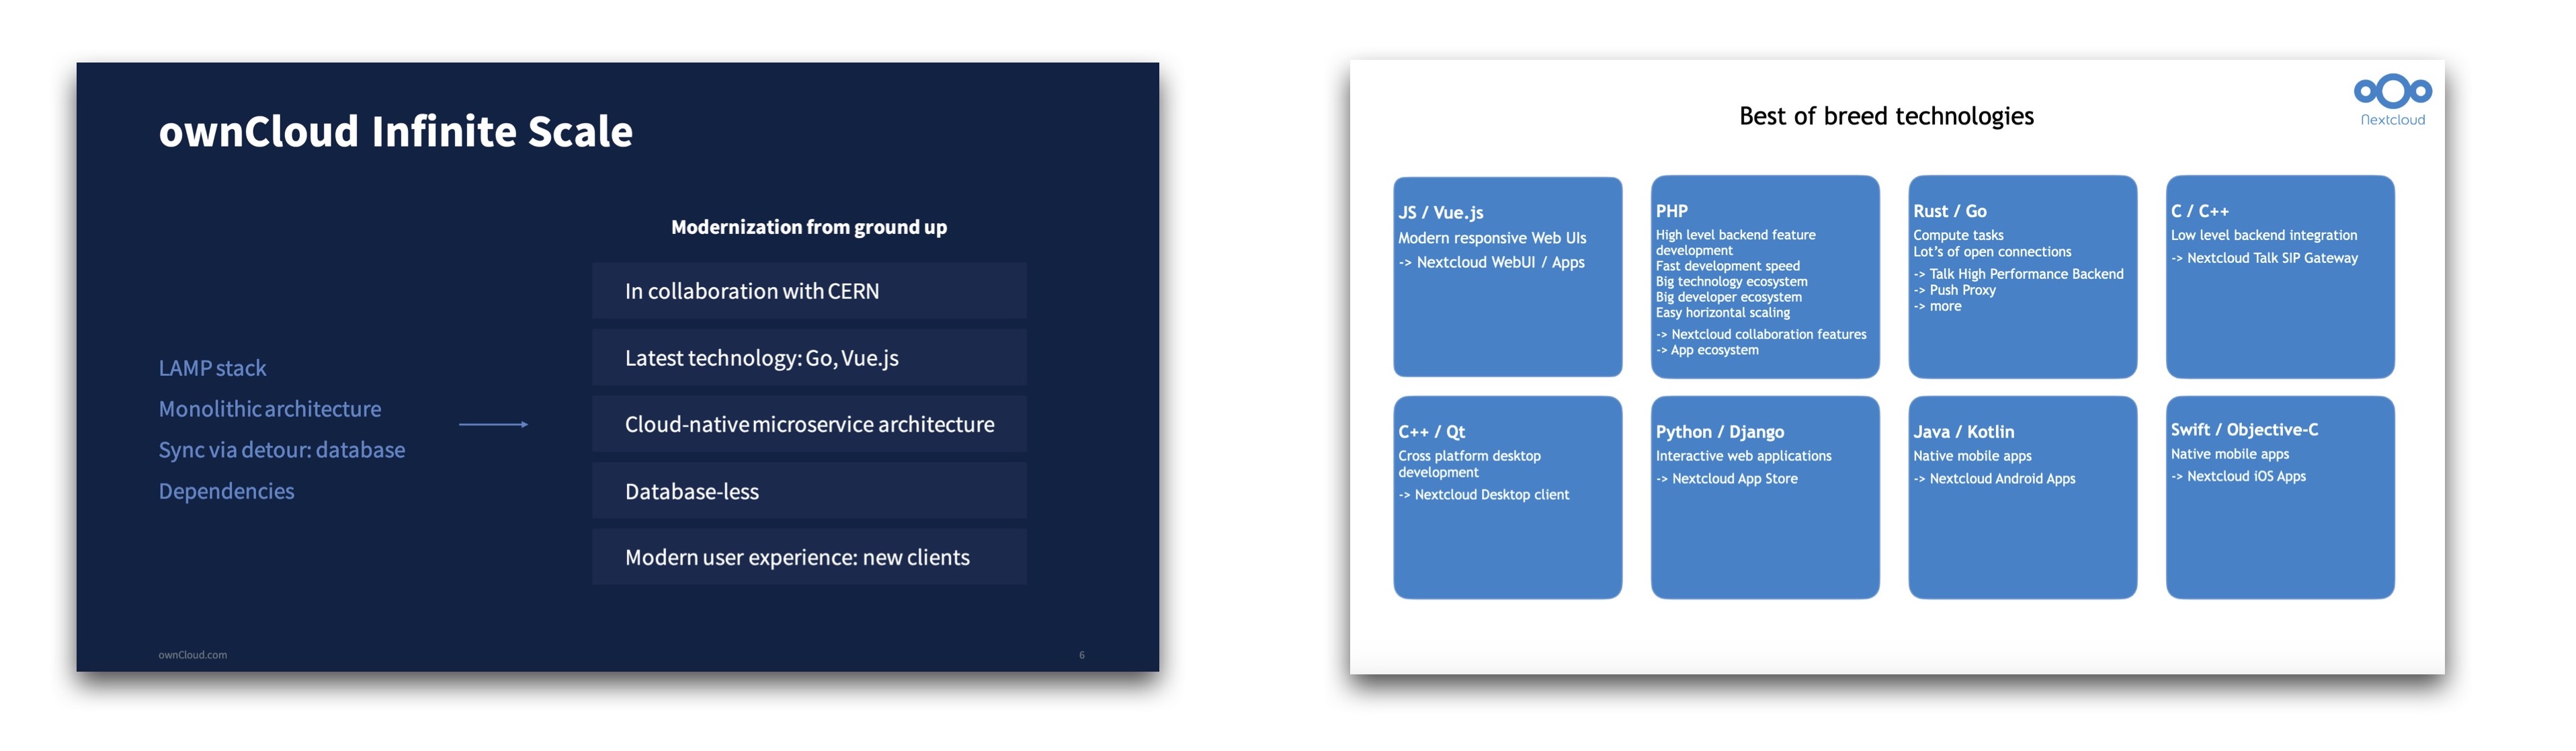 ownCloud Infinite Scale
LAMP stack
Monolithic architecture
Sync via detour: database
Dependencies
Modernization from ground up
In collaboration with CERN
Latest technology: Go, Vue.js
Cloud-native microservice architecture
Database-less
Modern user experience: new clients
ownCloud.com
6
Best of breed technologies
Nextcloud
JS / Vue.js
Modern responsive Web UIs
-> Nextcloud WebUI / Apps
PHP
High level backend feature
development
Fast development speed
Big technology ecosystem
Big developer ecosystem
Easy horizontal scaling
-> Nextcloud collaboration features
-> App ecosystem
Rust / Go
Compute tasks
Lot's of open connections
-> Talk High Performance Backend
-> Push Proxy
-> more
C / C++
Low level backend integration
-> Nextcloud Talk SIP Gateway
C++ / Qt
Cross platform desktop
development
-> Nextcloud Desktop client
Python / Django
Interactive web applications
-> Nextcloud App Store
Java / Kotlin
Native mobile apps
-> Nextcloud Android Apps
Swift / Objective-C
Native mobile apps
-> Nextcloud iOS Apps